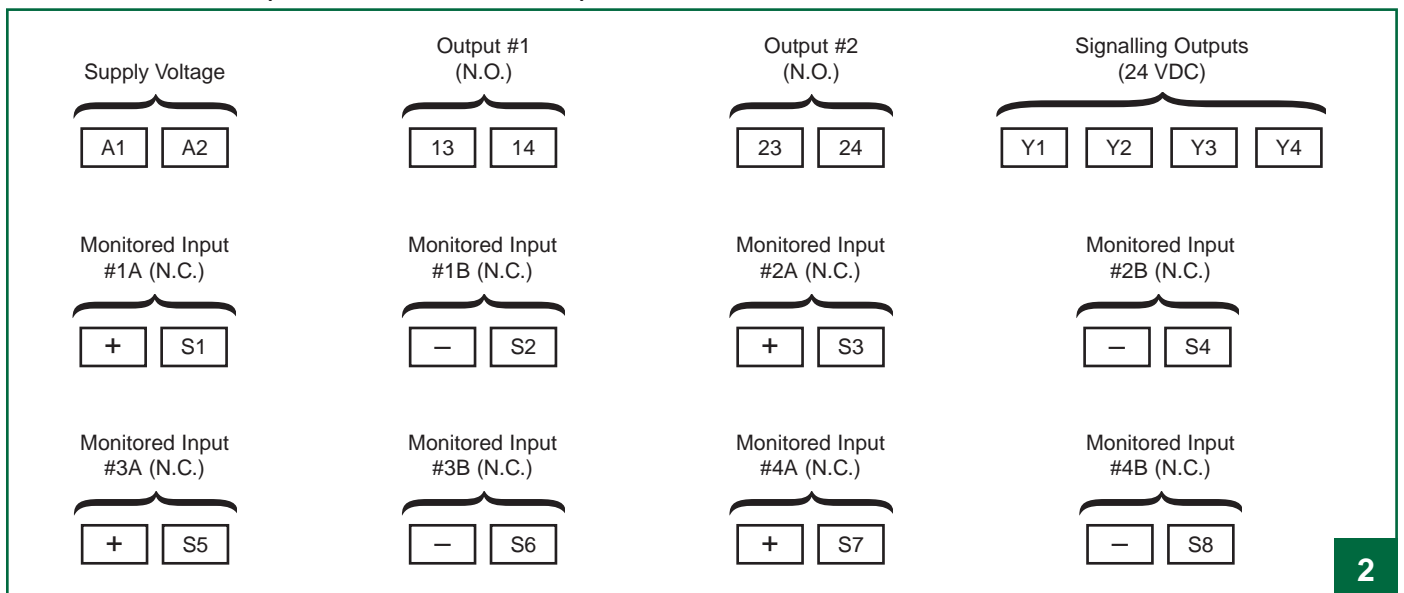 Supply Voltage
Output #1
(N.O.)
Output #2
(N.O.)
Signalling Outputs
(24 VDC)
A1 A2 13 14 23 24 Y1 Y2 Y3 Y4
Monitored Input
#1A (N.C.)
Monitored Input
#1B (N.C.)
Monitored Input
#2A (N.C.)
Monitored Input
#2B (N.C.)
+ S1 – S2 + S3 – S4
Monitored Input
#3A (N.C.)
Monitored Input
#3B (N.C.)
Monitored Input
#4A (N.C.)
Monitored Input
#4B (N.C.)
+ S5 – S6 + S7 – S8
2